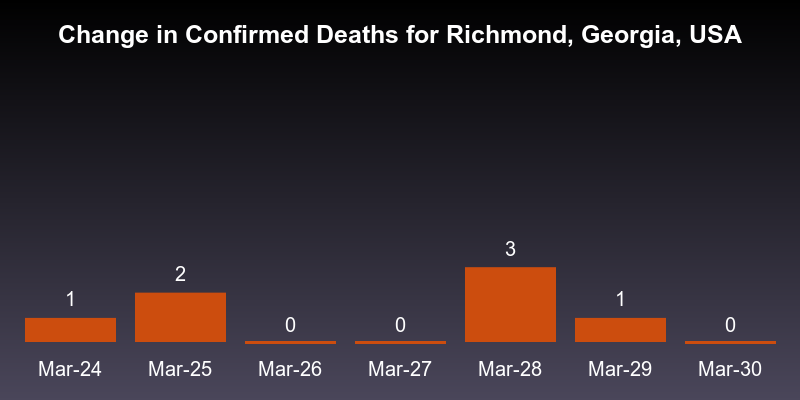 Change in Confirmed Deaths for Richmond, Georgia, USA
1 2 0 0 3 1 0
Mar-24 Mar-25 Mar-26 Mar-27 Mar-28 Mar-29 Mar-30